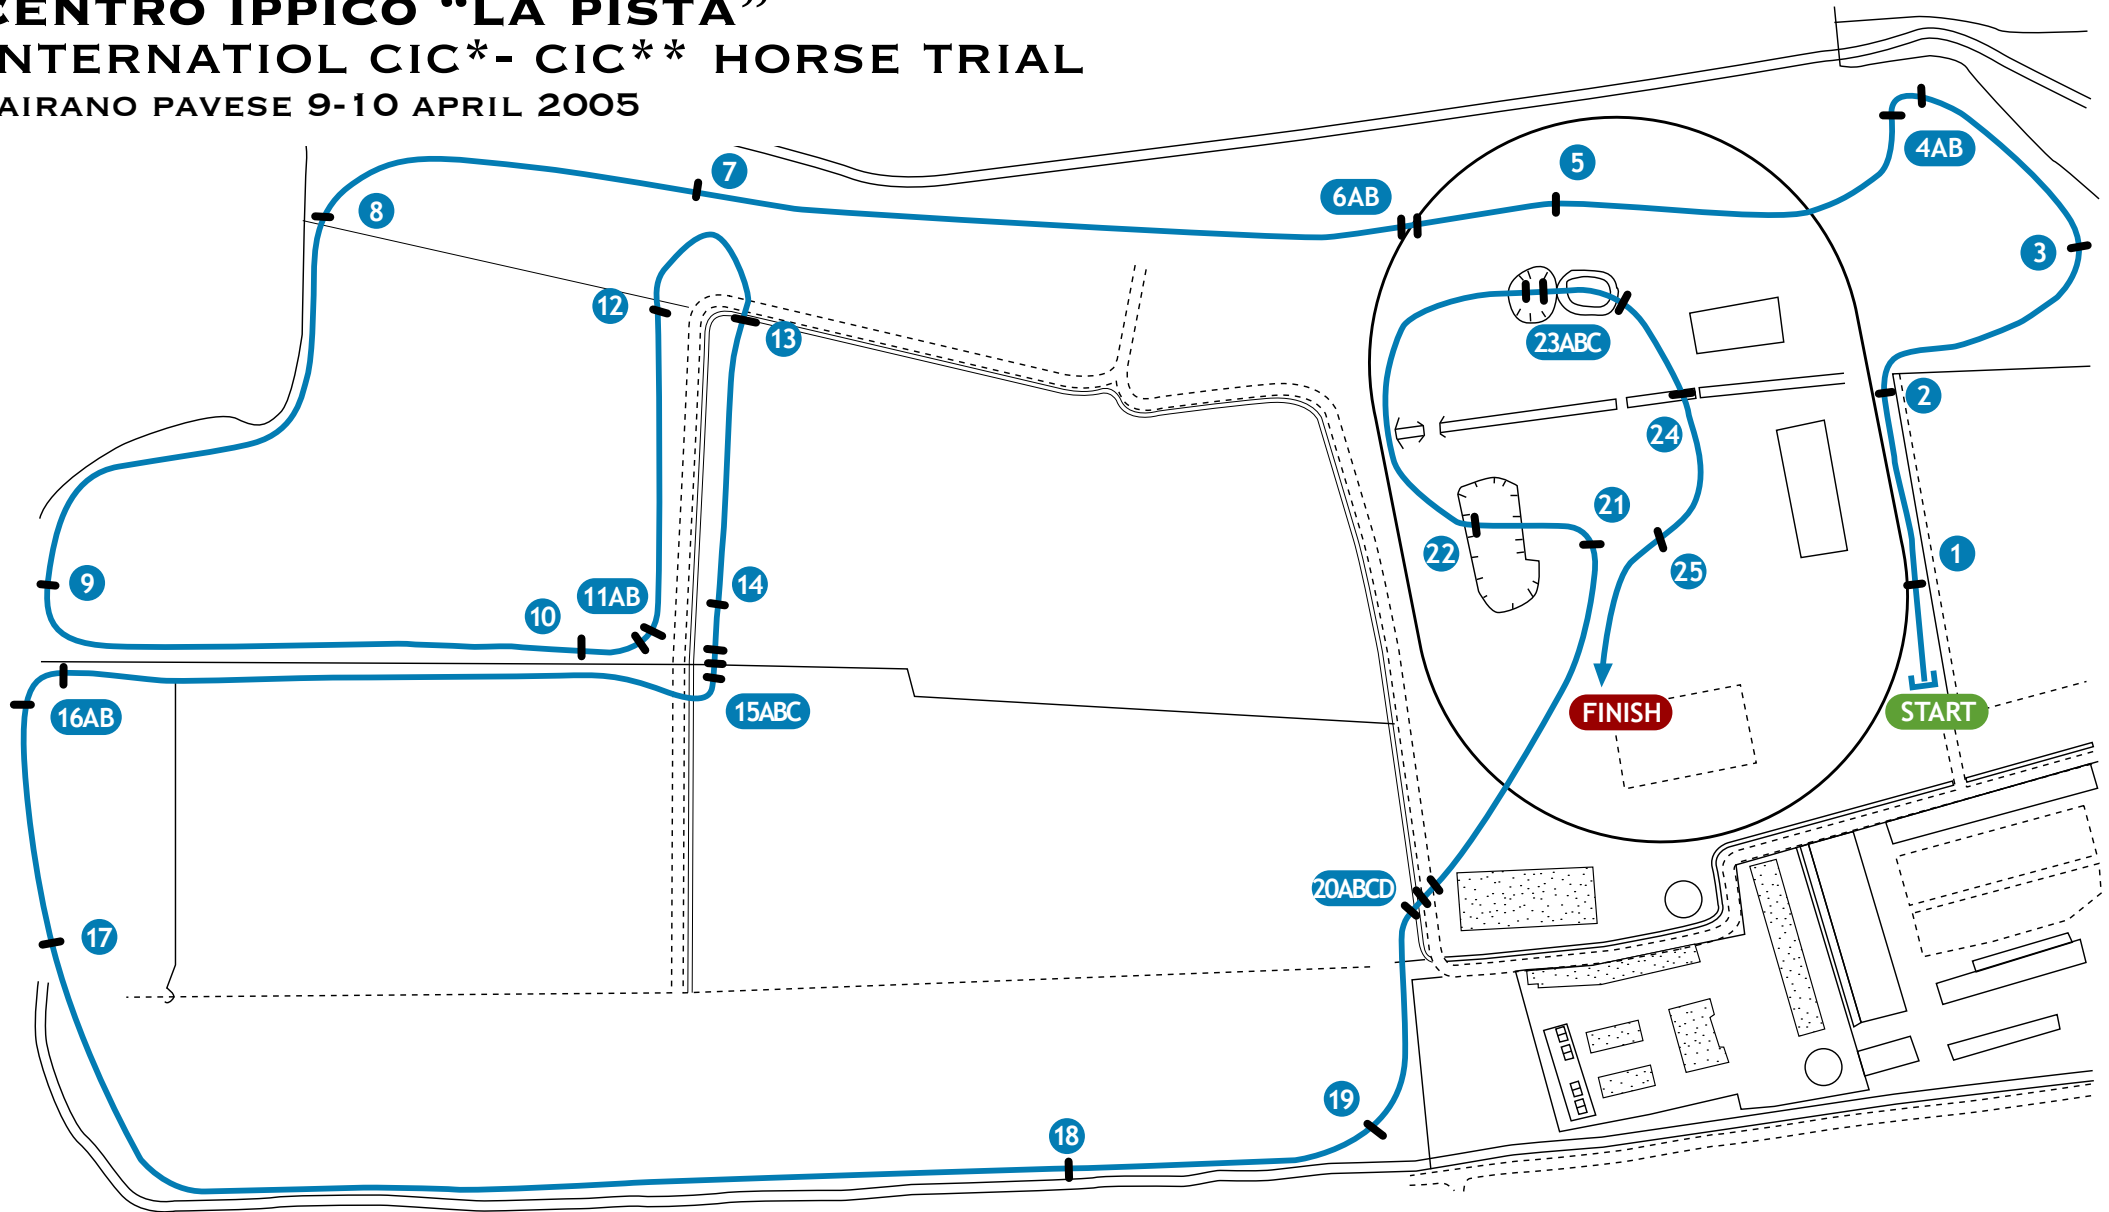 CENTRO IPPICO “LA PISTA”
INTERNATIOL CIC*- CIC** HORSE TRIAL
AIRANO PAVESE 9-10 APRIL 2005
4AB
5
7
6AB
8
3
12
13
23ABC
2
24
21
22
1
25
9
14
11AB
10
FINISH
START
16AB
15ABC
20ABCD
17
19
18